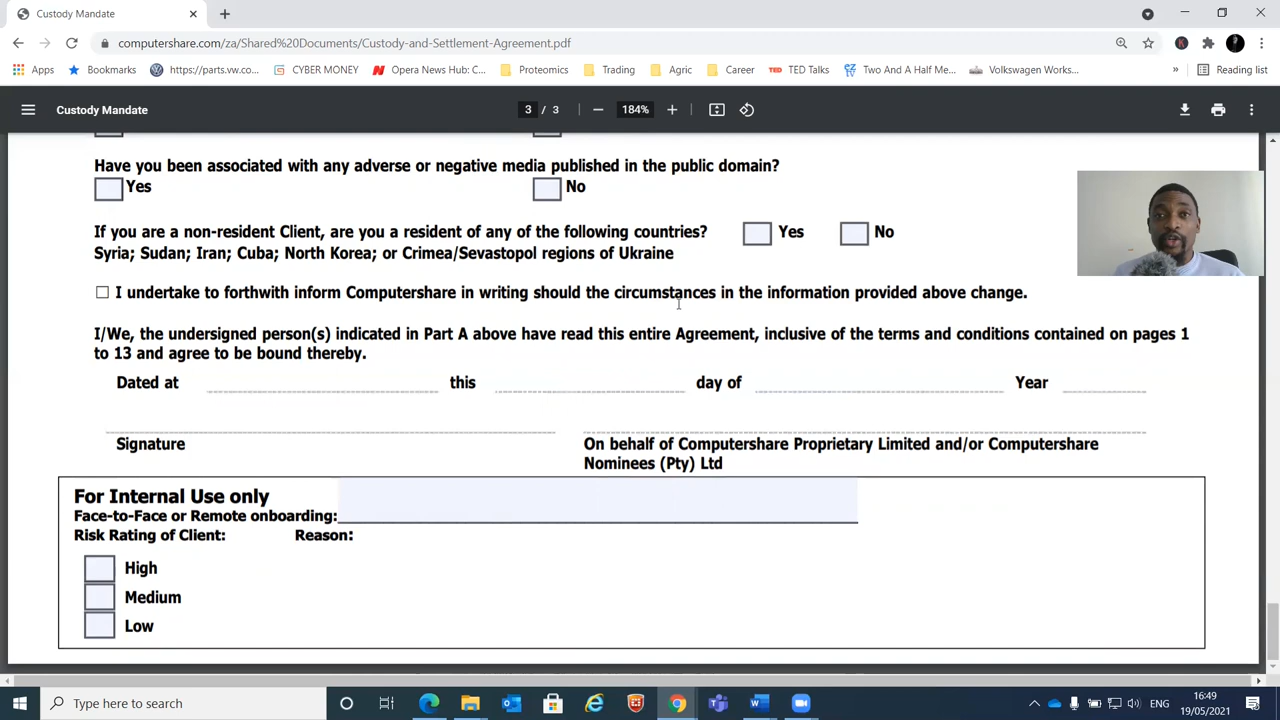 Custody Mandate
computershare.com/za/Shared%20Documents/Custody-and-Settlement-Agreement.pdf
Apps
Bookmarks
https://parts.vw.co...
CYBER MONEY
Opera News Hub: C...
Proteomics
Trading
Agric
Career
TED
TED Talks
Two And A Half Me...
Volkswagen Works...
»
Reading list
Custody Mandate
3 / 3
184%
Have you been associated with any adverse or negative media published in the public domain?
Yes
No
If you are a non-resident Client, are you a resident of any of the following countries?
Yes
No
Syria; Sudan; Iran; Cuba; North Korea; or Crimea/Sevastopol regions of Ukraine
I undertake to forthwith inform Computershare in writing should the circumstances in the information provided above change.
I/We, the undersigned person(s) indicated in Part A above have read this entire Agreement, inclusive of the terms and conditions contained on pages 1
to 13 and agree to be bound thereby.
Dated at this day of Year
Signature
On behalf of Computershare Proprietary Limited and/or Computershare
Nominees (Pty) Ltd
For Internal Use only
Face-to-Face or Remote onboarding:
Risk Rating of Client: Reason:
High
Medium
Low
Type here to search
ENG
16:49
19/05/2021